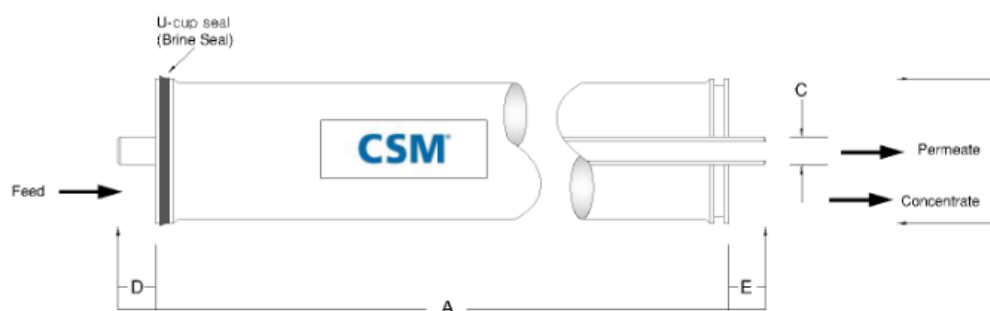 U-cup seal
(Brine Seal)
CSM®
C
Permeate
Feed
Concentrate
D
E
A